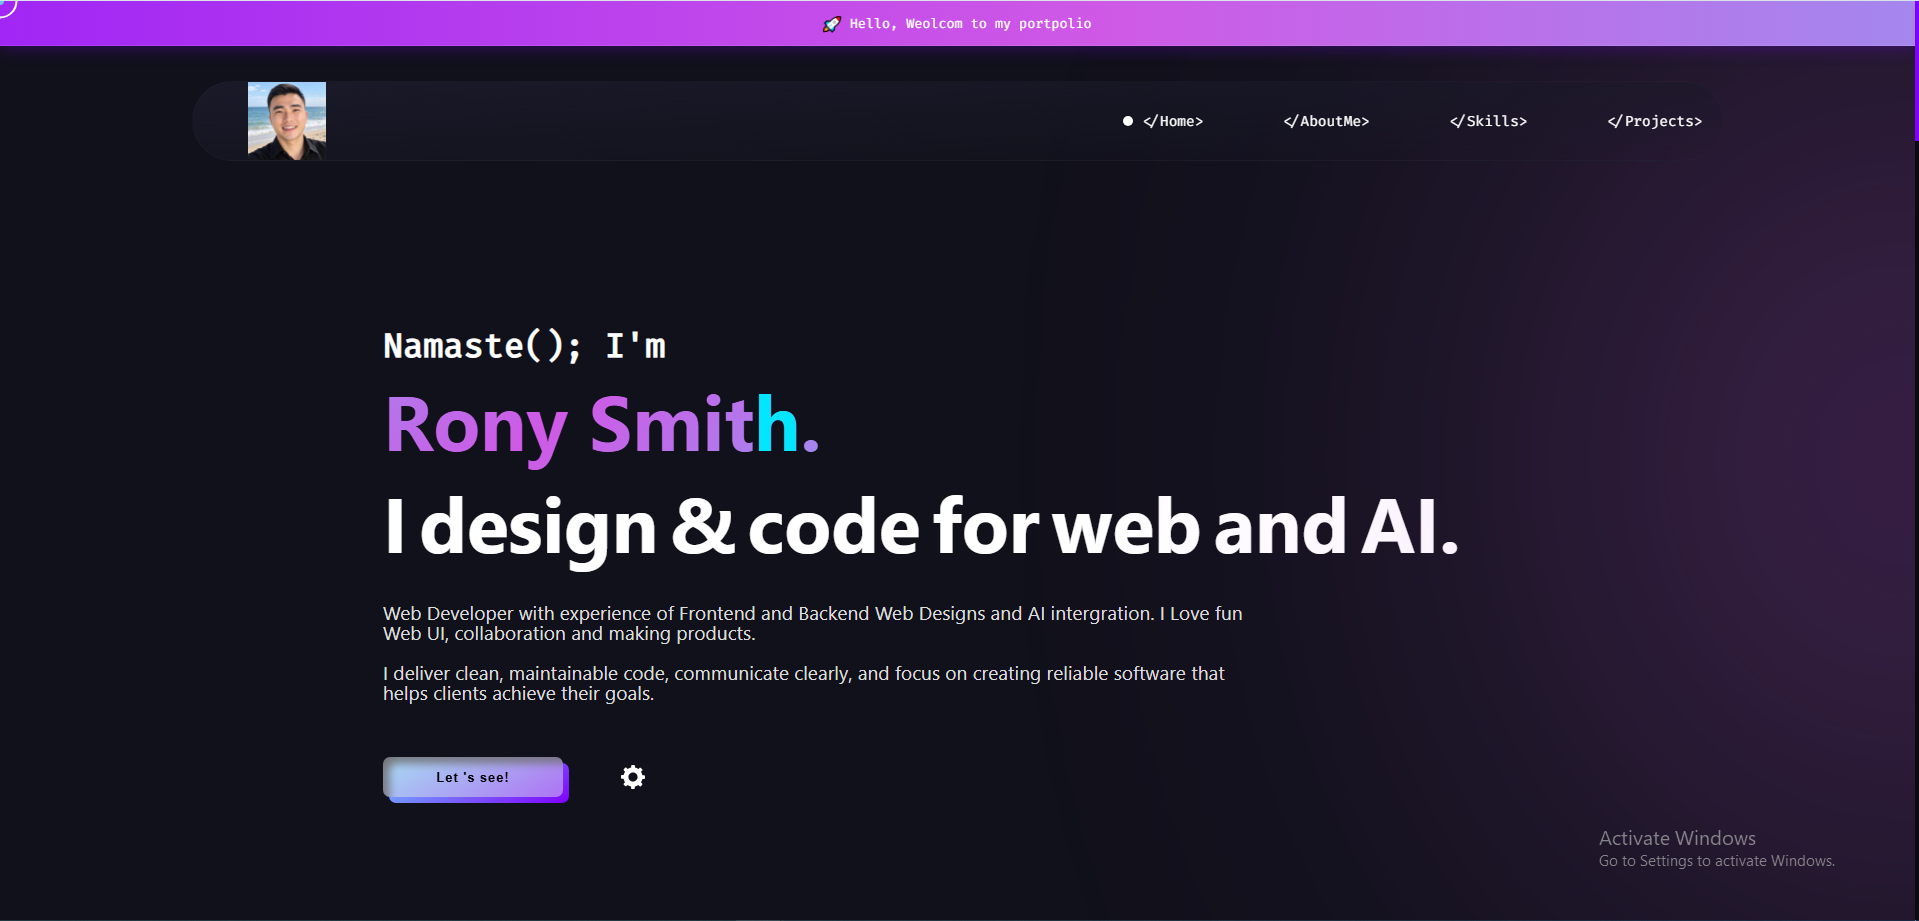 🚀 Hello, Weolcom to my portpolio
</Home> </AboutMe> </Skills> </Projects>
Namaste(); I'm
Rony Smith.
I design & code for web and AI.
Web Developer with experience of Frontend and Backend Web Designs and AI intergration. I Love fun
Web UI, collaboration and making products.
I deliver clean, maintainable code, communicate clearly, and focus on creating reliable software that
helps clients achieve their goals.
Let 's see!
Activate Windows
Go to Settings to activate Windows.